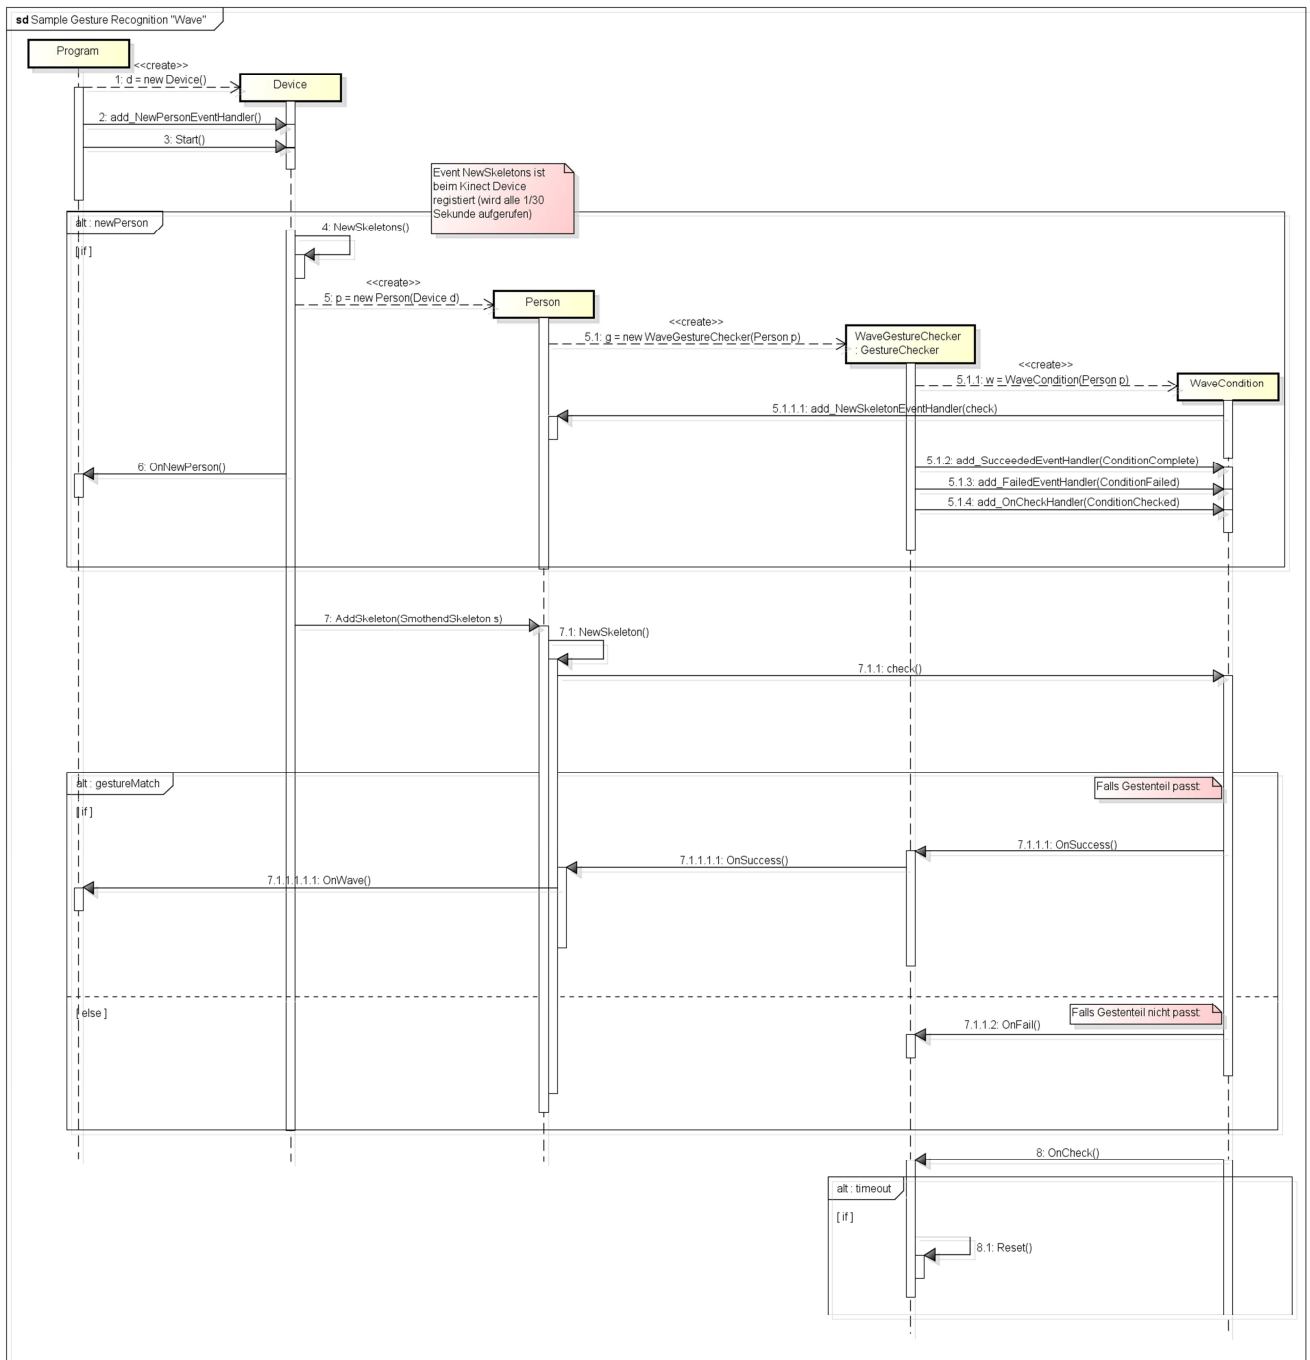 sd Sample Gesture Recognition "Wave"
Program
<<create>>
1: d = new Device()
Device
2: add_NewPersonEventHandler()
3: Start()
Event NewSkeletons ist
beim Kinect Device
registiert (wird alle 1/30
Sekunde aufgerufen)
alt : newPerson
[ if ]
4: NewSkeletons()
<<create>>
5: p = new Person(Device d)
Person
<<create>>
5.1: g = new WaveGestureChecker(Person p)
WaveGestureChecker
: GestureChecker
<<create>>
5.1.1: w = WaveCondition(Person p)
WaveCondition
5.1.1.1: add_NewSkeletonEventHandler(check)
6: OnNewPerson()
5.1.2: add_SucceededEventHandler(ConditionComplete)
5.1.3: add_FailedEventHandler(ConditionFailed)
5.1.4: add_OnCheckHandler(ConditionChecked)
7: AddSkeleton(SmothendSkeleton s)
7.1: NewSkeleton()
7.1.1: check()
alt : gestureMatch
[ if ]
Falls Gestenteil passt:
7.1.1.1: OnSuccess()
7.1.1.1.1: OnSuccess()
7.1.1.1.1.1: OnWave()
[ else ]
Falls Gestenteil nicht passt:
7.1.1.2: OnFail()
8: OnCheck()
alt : timeout
[ if ]
8.1: Reset()